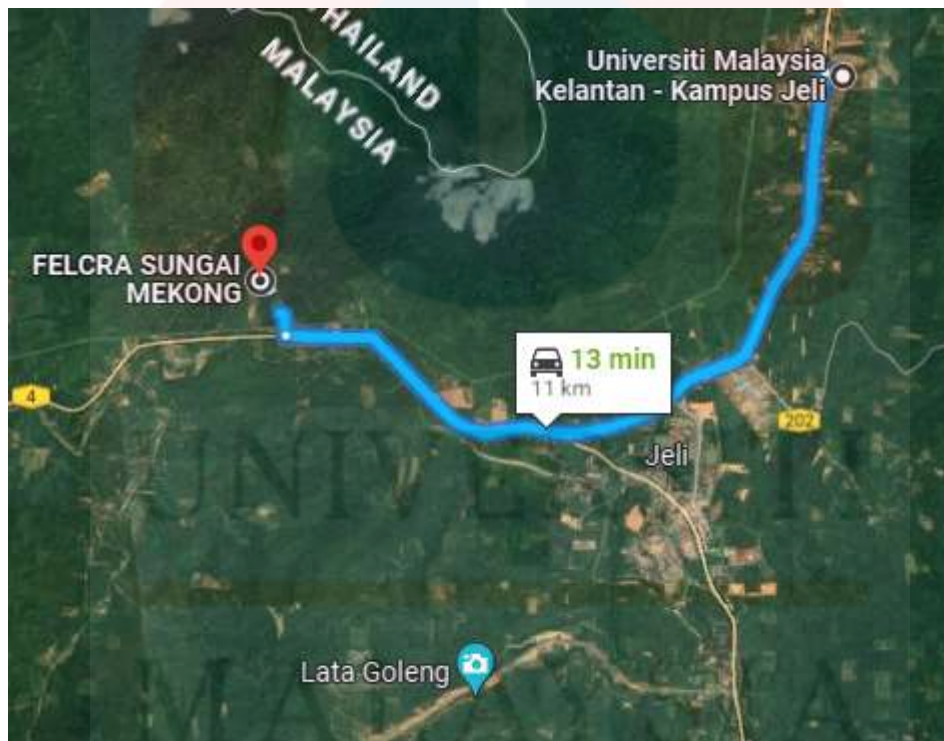 THAILAND
MALAYSIA
Universiti Malaysia
Kelantan - Kampus Jeli
FELCRA SUNGAI
MEKONG
13 min
11 km
4
202
Jeli
UNIVERSITI
Lata Goleng
MALAYSIA